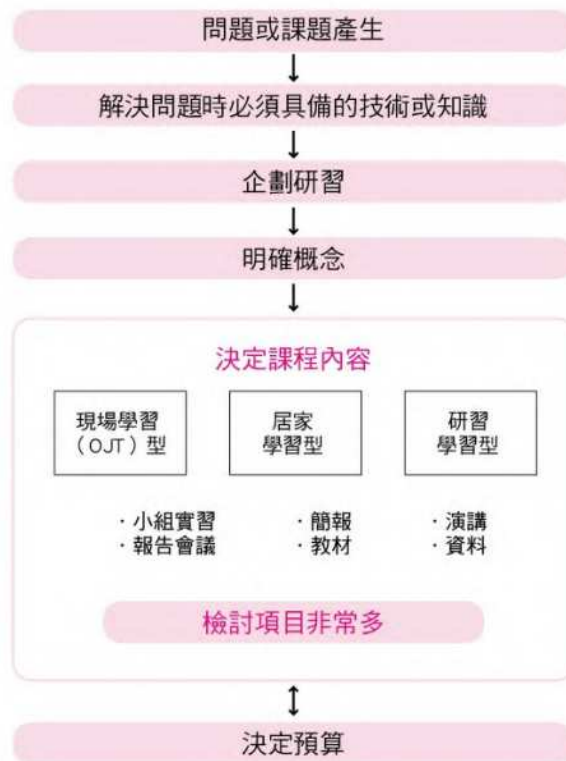 問題或課題產生
↓
解決問題時必須具備的技術或知識
↓
企劃研習
↓
明確概念
↓
決定課程內容
現場學習
（OJT）型
居家
學習型
研習
學習型
・小組實習
・報告會議
・簡報
・教材
・演講
・資料
檢討項目非常多
↕
決定預算